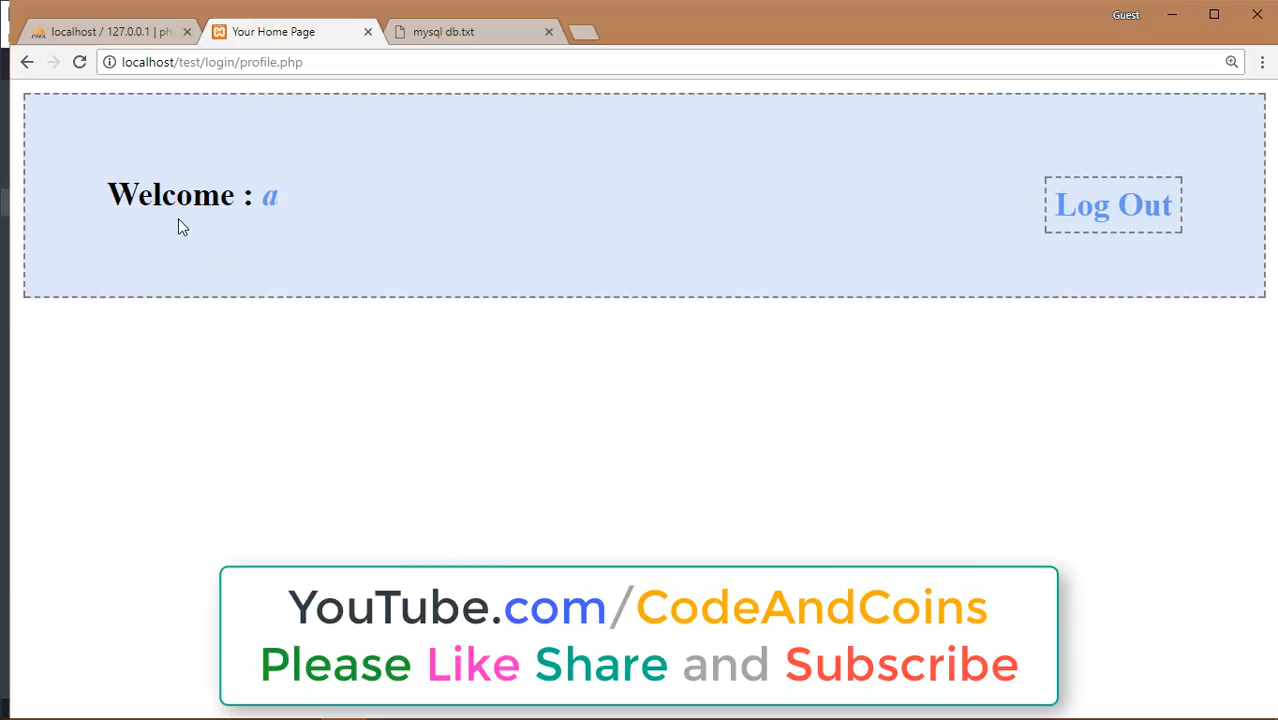 Guest
localhost / 127.0.0.1 | ph
Your Home Page
mysql db.txt
localhost/test/login/profile.php
Welcome : a
Log Out
YouTube.com/CodeAndCoins
Please Like Share and Subscribe